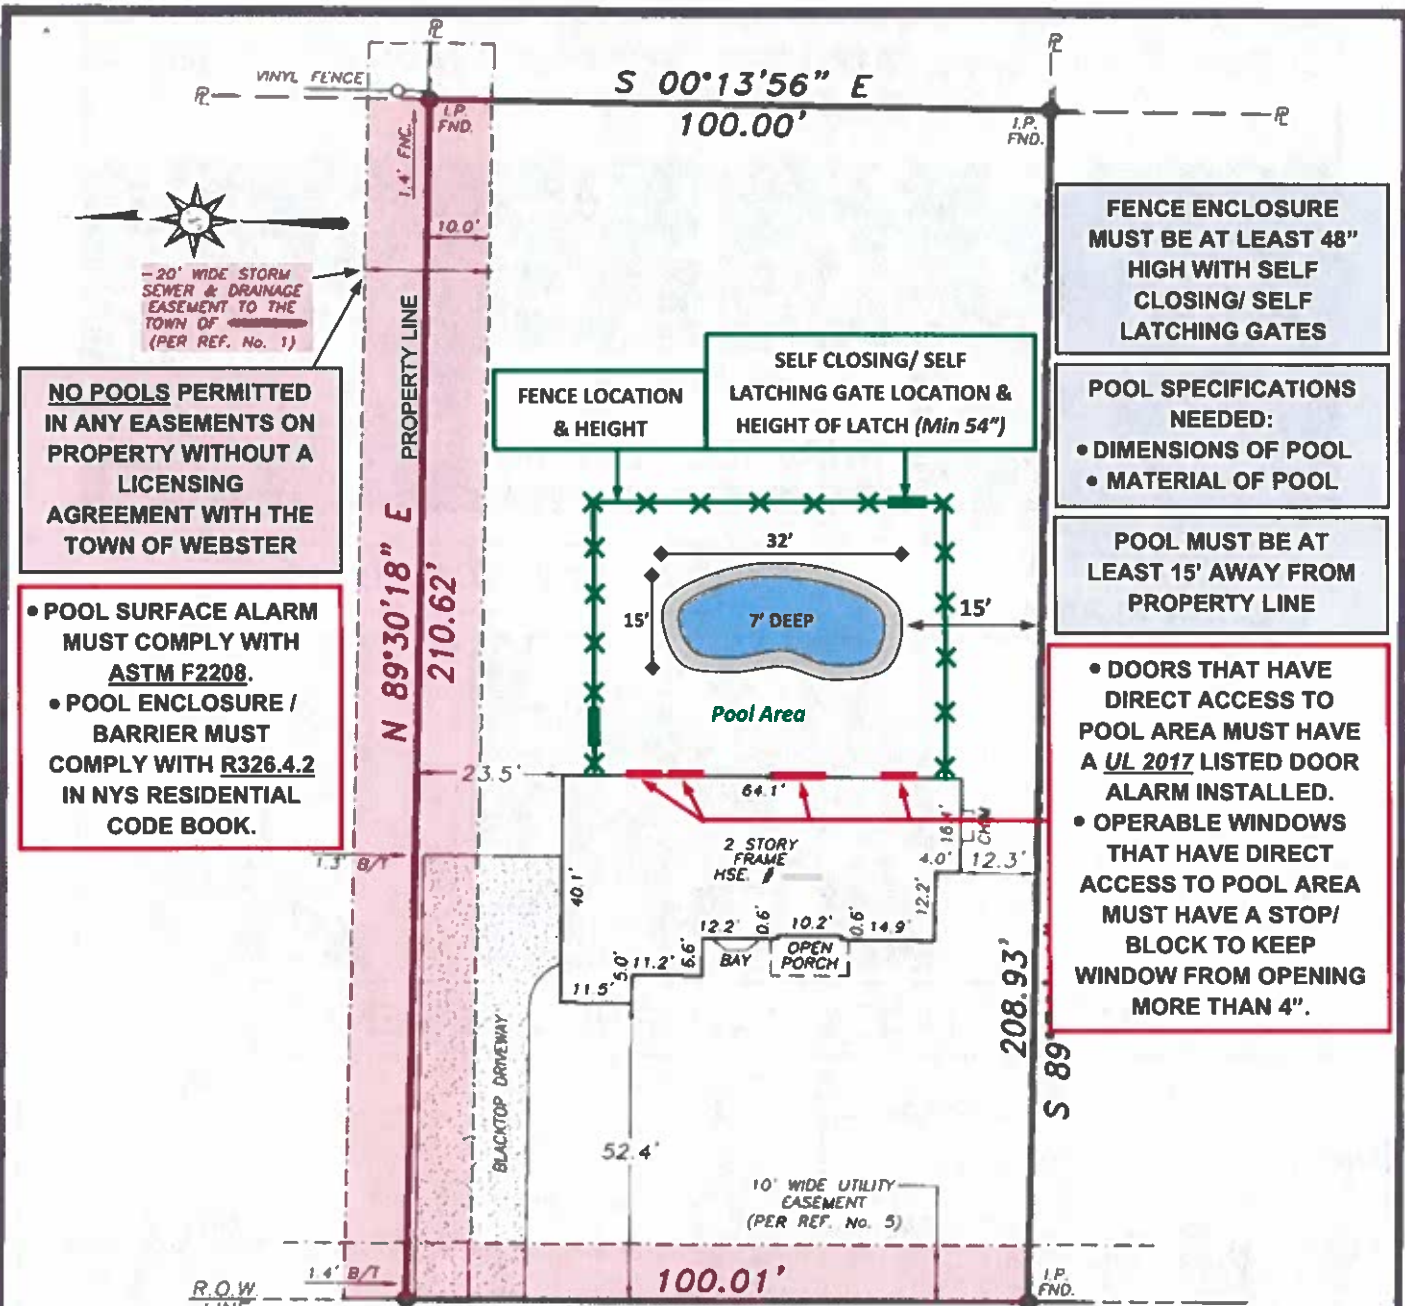 VINYL FENCE
S 00°13'56" E
100.00'
I.P.
FND.
I.P.
FND.
1.4' FNC.
10.0'
20' WIDE STORM
SEWER & DRAINAGE
EASEMENT TO THE
TOWN OF
(PER REF. No. 1)
PROPERTY LINE
N 89°30'18" E
210.62'
NO POOLS PERMITTED
IN ANY EASEMENTS ON
PROPERTY WITHOUT A
LICENSING
AGREEMENT WITH THE
TOWN OF WEBSTER
• POOL SURFACE ALARM
MUST COMPLY WITH
ASTM F2208.
• POOL ENCLOSURE /
BARRIER MUST
COMPLY WITH R326.4.2
IN NYS RESIDENTIAL
CODE BOOK.
FENCE LOCATION
& HEIGHT
SELF CLOSING/ SELF
LATCHING GATE LOCATION &
HEIGHT OF LATCH (Min 54")
FENCE ENCLOSURE
MUST BE AT LEAST 48"
HIGH WITH SELF
CLOSING/ SELF
LATCHING GATES
POOL SPECIFICATIONS
NEEDED:
• DIMENSIONS OF POOL
• MATERIAL OF POOL
POOL MUST BE AT
LEAST 15' AWAY FROM
PROPERTY LINE
• DOORS THAT HAVE
DIRECT ACCESS TO
POOL AREA MUST HAVE
A UL 2017 LISTED DOOR
ALARM INSTALLED.
• OPERABLE WINDOWS
THAT HAVE DIRECT
ACCESS TO POOL AREA
MUST HAVE A STOP/
BLOCK TO KEEP
WINDOW FROM OPENING
MORE THAN 4".
32'
15'
7' DEEP
15'
Pool Area
23.5'
64.1'
2 STORY
FRAME
HSE. #
4.0'
12.3'
12.2'
40.1'
12.2'
0.6'
10.2'
0.6'
14.9'
BAY
OPEN
PORCH
6.6'
11.2'
5.0'
11.5'
1.3' B/T
BLACKTOP DRIVEWAY
52.4'
208.93'
S 89
10' WIDE UTILITY
EASEMENT
(PER REF. No. 5)
1.4' B/T
100.01'
I.P.
FND.
R.O.W.